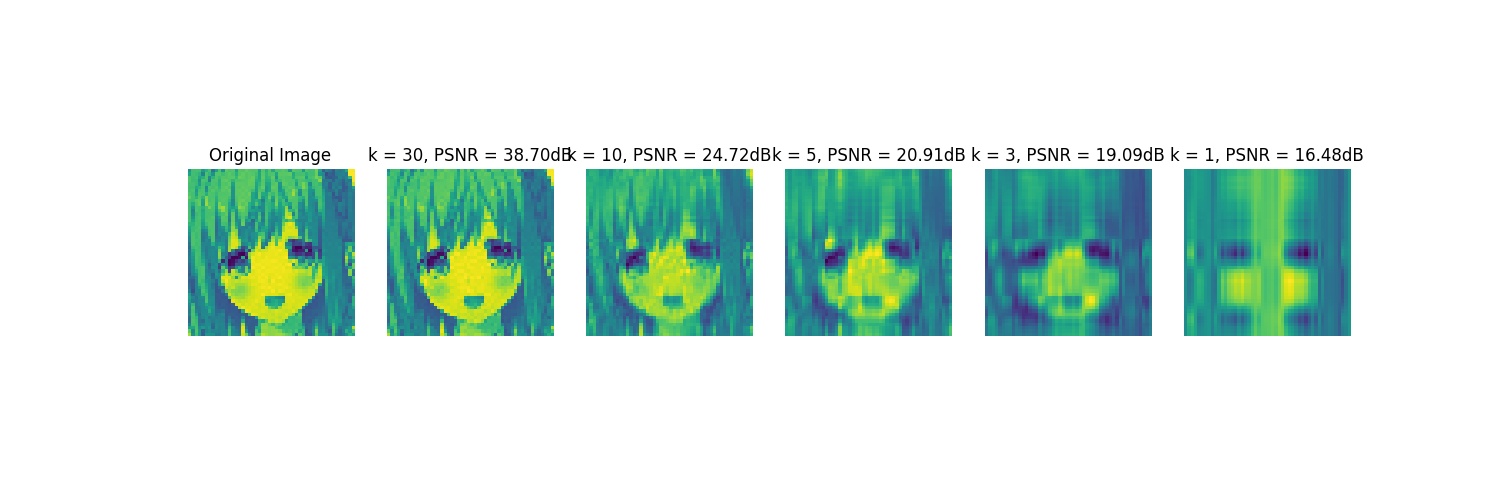 Original Image
k = 30, PSNR = 38.70dB
k = 10, PSNR = 24.72dB
k = 5, PSNR = 20.91dB
k = 3, PSNR = 19.09dB
k = 1, PSNR = 16.48dB